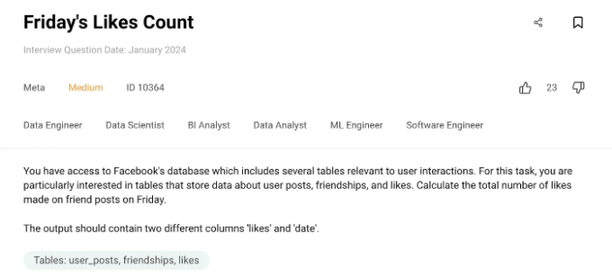 Friday's Likes Count
Interview Question Date: January 2024
Meta Medium ID 10364 23
Data Engineer Data Scientist BI Analyst Data Analyst ML Engineer Software Engineer
You have access to Facebook's database which includes several tables relevant to user interactions. For this task, you are
particularly interested in tables that store data about user posts, friendships, and likes. Calculate the total number of likes
made on friend posts on Friday.
The output should contain two different columns 'likes' and 'date'.
Tables: user_posts, friendships, likes